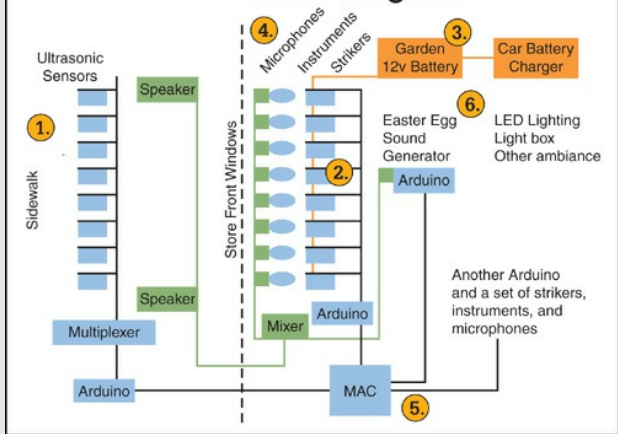 4.
Microphones
Instruments
Strikers
3.
Garden
12v Battery
Car Battery
Charger
Ultrasonic
Sensors
Speaker
1.
Sidewalk
Store Front Windows
2.
6.
Easter Egg
Sound
Generator
Arduino
LED Lighting
Light box
Other ambiance
Speaker
Another Arduino
and a set of strikers,
instruments, and
microphones
Multiplexer
Mixer
Arduino
Arduino
MAC
5.